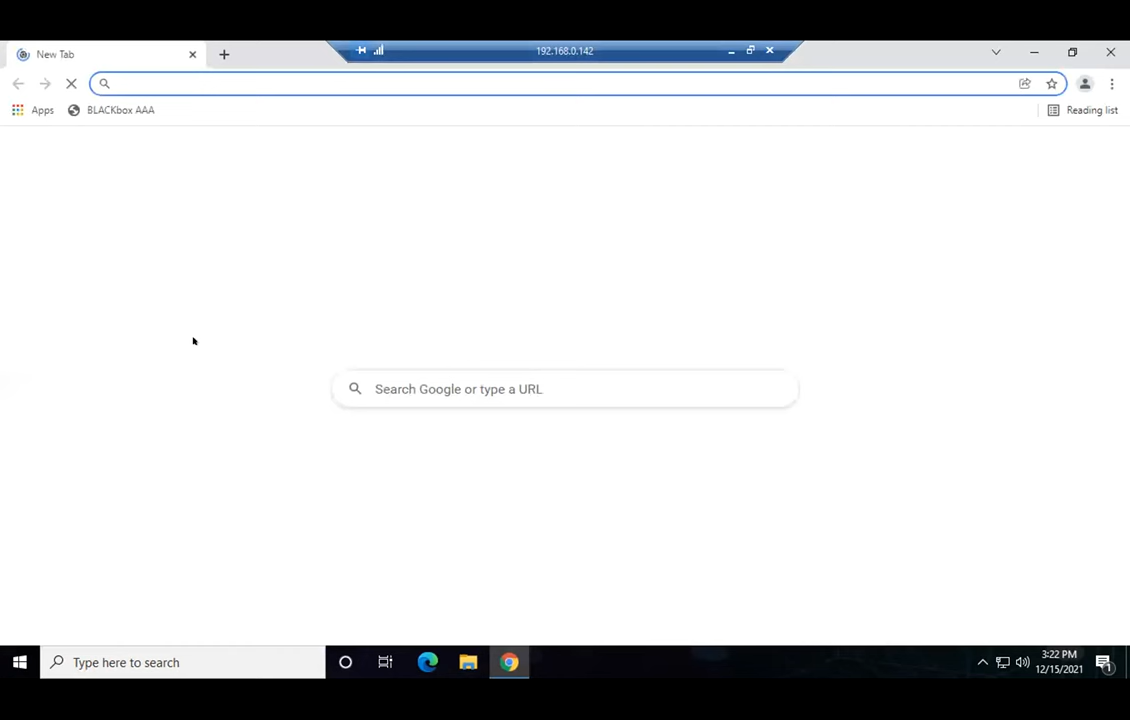 New Tab
192.168.0.142
Apps
BLACKbox AAA
Reading list
Search Google or type a URL
Type here to search
3:22 PM
12/15/2021
1